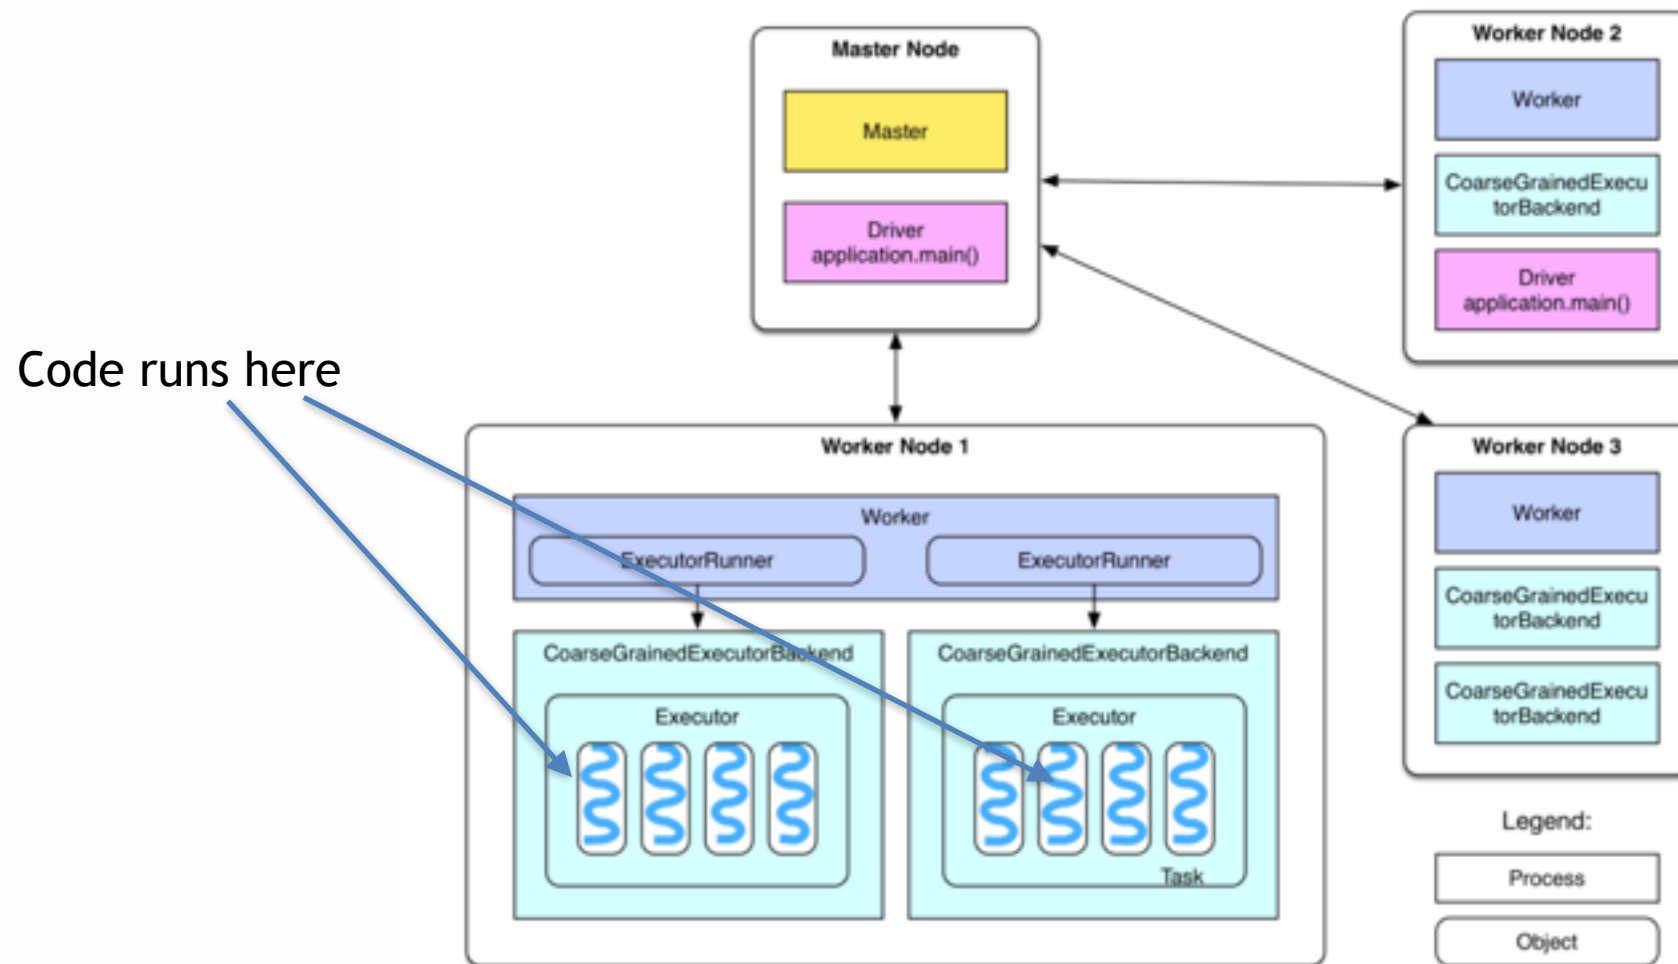 Code runs here
Master Node
Master
Driver
application.main()
Worker Node 2
Worker
CoarseGrainedExecu
torBackend
Driver
application.main()
Worker Node 1
Worker
ExecutorRunner
ExecutorRunner
CoarseGrainedExecutorBackend
CoarseGrainedExecutorBackend
Executor
Executor
Task
Worker Node 3
Worker
CoarseGrainedExecu
torBackend
CoarseGrainedExecu
torBackend
Legend:
Process
Object